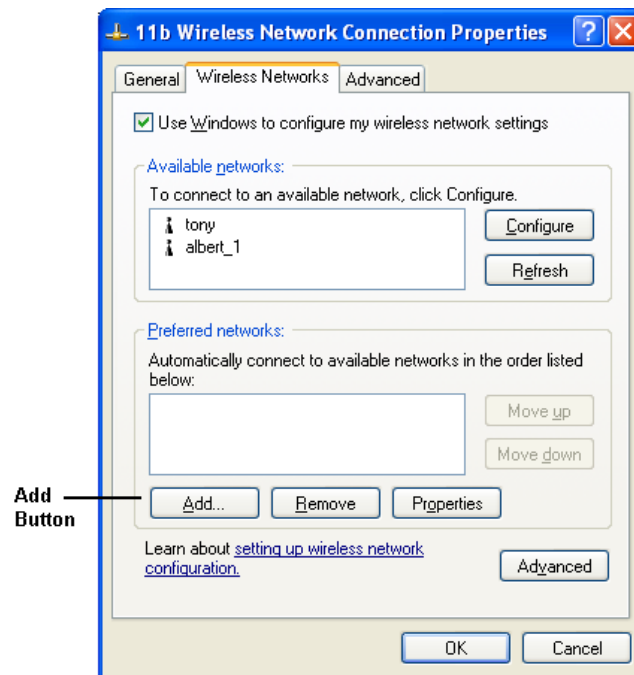 11b Wireless Network Connection Properties
General Wireless Networks Advanced
Use Windows to configure my wireless network settings
Available networks:
To connect to an available network, click Configure.
tony
albert_1
Configure
Refresh
Preferred networks:
Automatically connect to available networks in the order listed
below:
Move up
Move down
Add
Button
Add... Remove Properties
Learn about setting up wireless network
configuration.
Advanced
OK Cancel